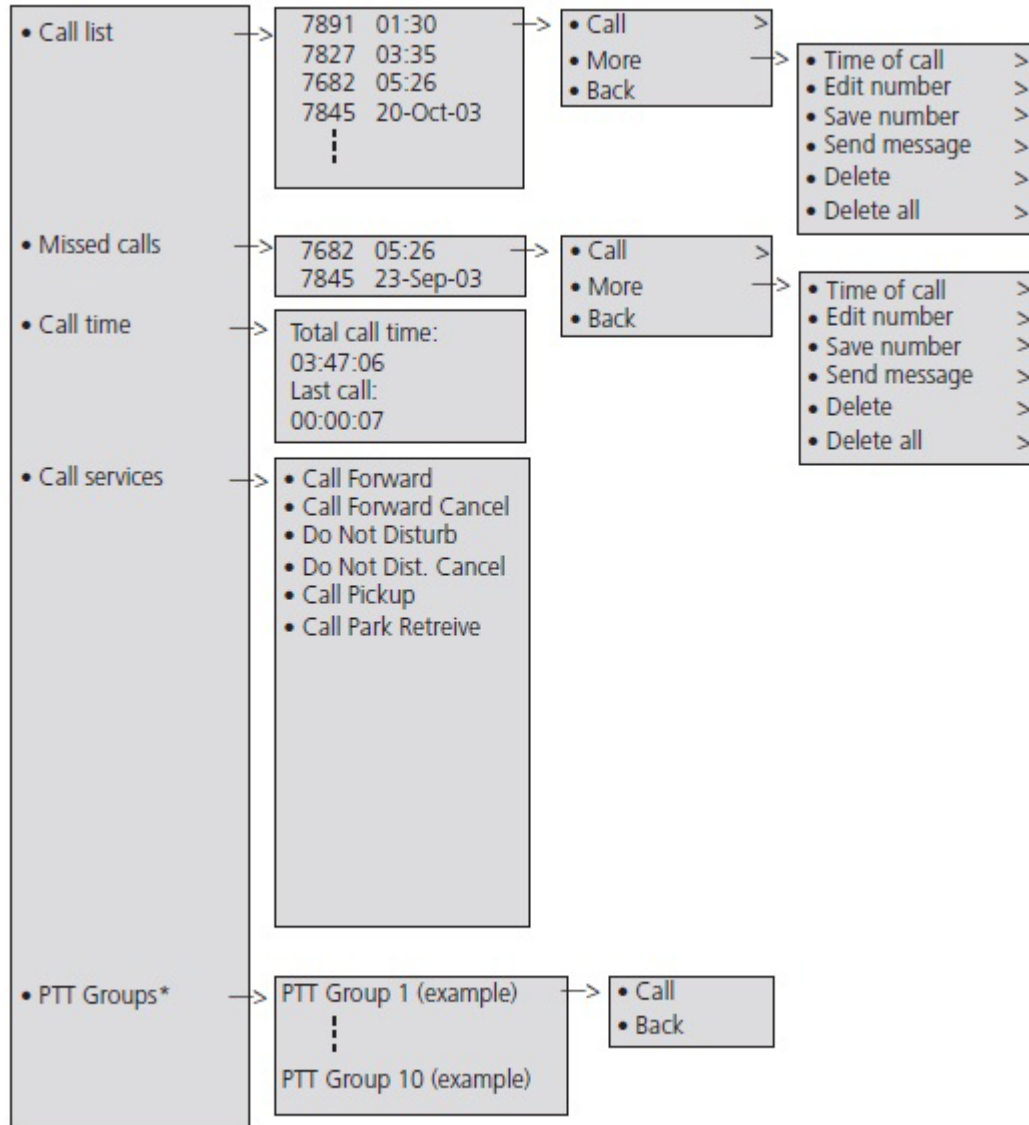 • Call list
7891 01:30
7827 03:35
7682 05:26
7845 20-Oct-03
• Call >
• More
• Back
• Time of call >
• Edit number >
• Save number >
• Send message >
• Delete >
• Delete all >
• Missed calls
7682 05:26
7845 23-Sep-03
• Call >
• More
• Back
• Time of call >
• Edit number >
• Save number >
• Send message >
• Delete >
• Delete all >
• Call time
Total call time:
03:47:06
Last call:
00:00:07
• Call services
• Call Forward
• Call Forward Cancel
• Do Not Disturb
• Do Not Dist. Cancel
• Call Pickup
• Call Park Retreive
• PTT Groups*
PTT Group 1 (example)
PTT Group 10 (example)
• Call
• Back